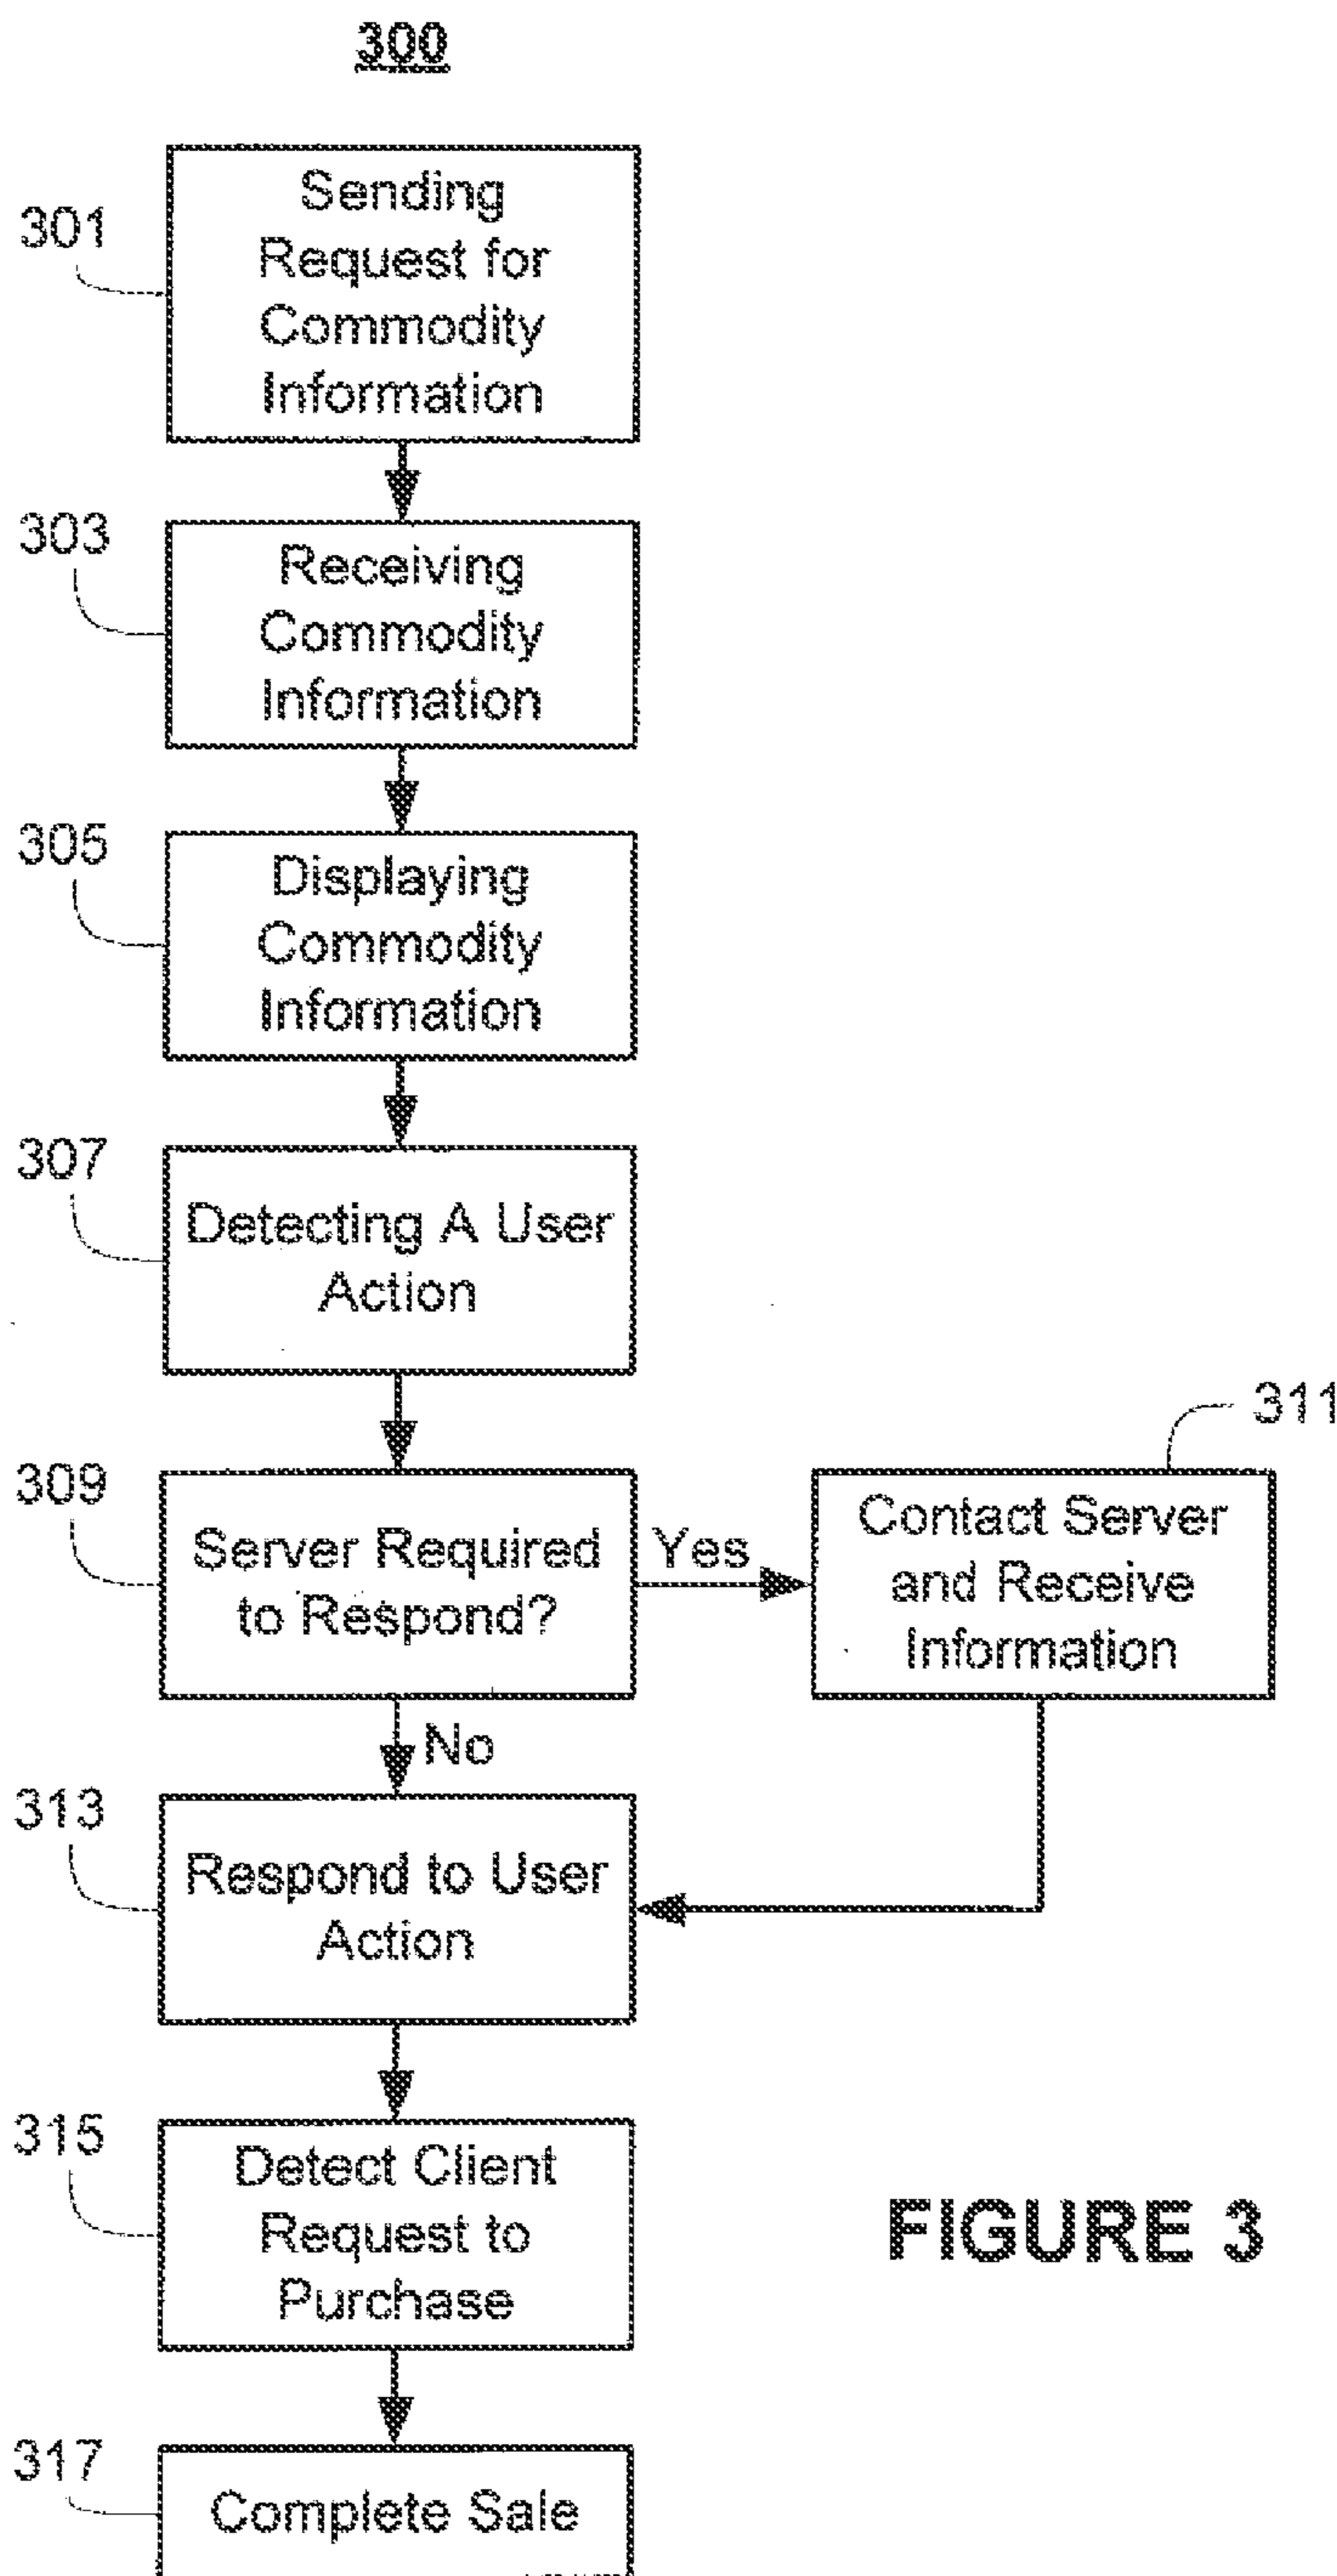 300
301
Sending
Request for
Commodity
Information
303
Receiving
Commodity
Information
305
Displaying
Commodity
Information
307
Detecting A User
Action
309
Server Required
to Respond?
Yes
311
Contact Server
and Receive
Information
No
313
Respond to User
Action
315
Detect Client
Request to
Purchase
FIGURE 3
317
Complete Sale